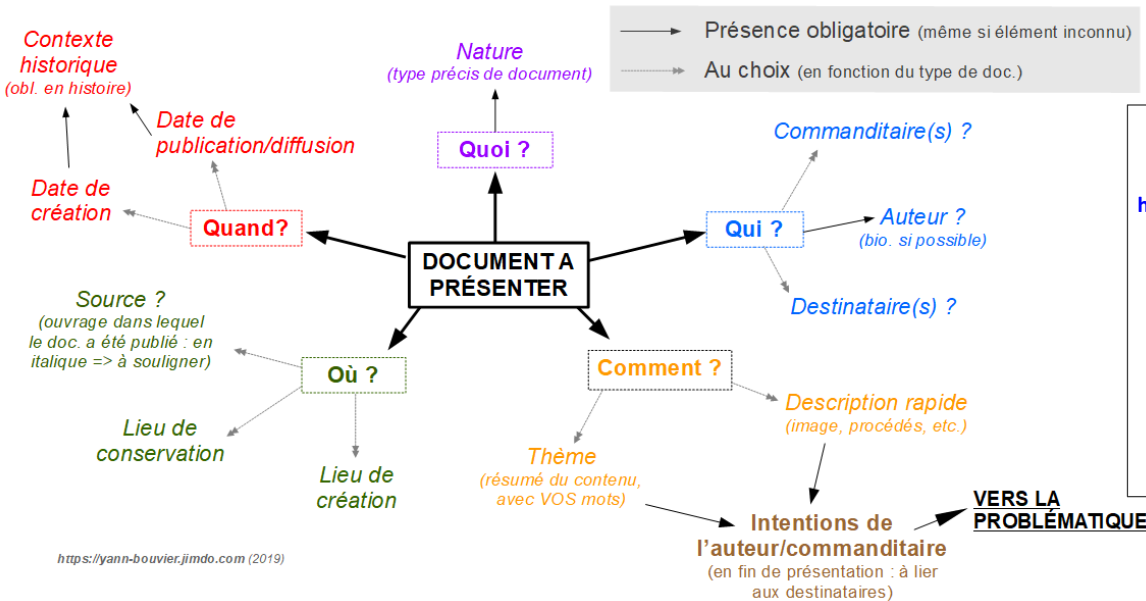 Présence obligatoire (même si élément inconnu)
Au choix (en fonction du type de doc.)
Contexte
historique
(obl. en histoire)
Date de
publication/diffusion
Date de
création
Quand?
Nature
(type précis de document)
Quoi ?
Commanditaire(s) ?
Qui ?
Auteur ?
(bio. si possible)
Destinataire(s) ?
DOCUMENT A
PRÉSENTER
Source ?
(ouvrage dans lequel
le doc. a été publié : en
italique => à souligner)
Où ?
Lieu de
conservation
Lieu de
création
Comment ?
Description rapide
(image, procédés, etc.)
Thème
(résumé du contenu,
avec VOS mots)
Intentions de
l'auteur/commanditaire
(en fin de présentation : à lier
aux destinataires)
VERS LA
PROBLÉMATIQUE
https://yann-bouvier.jimdo.com (2019)